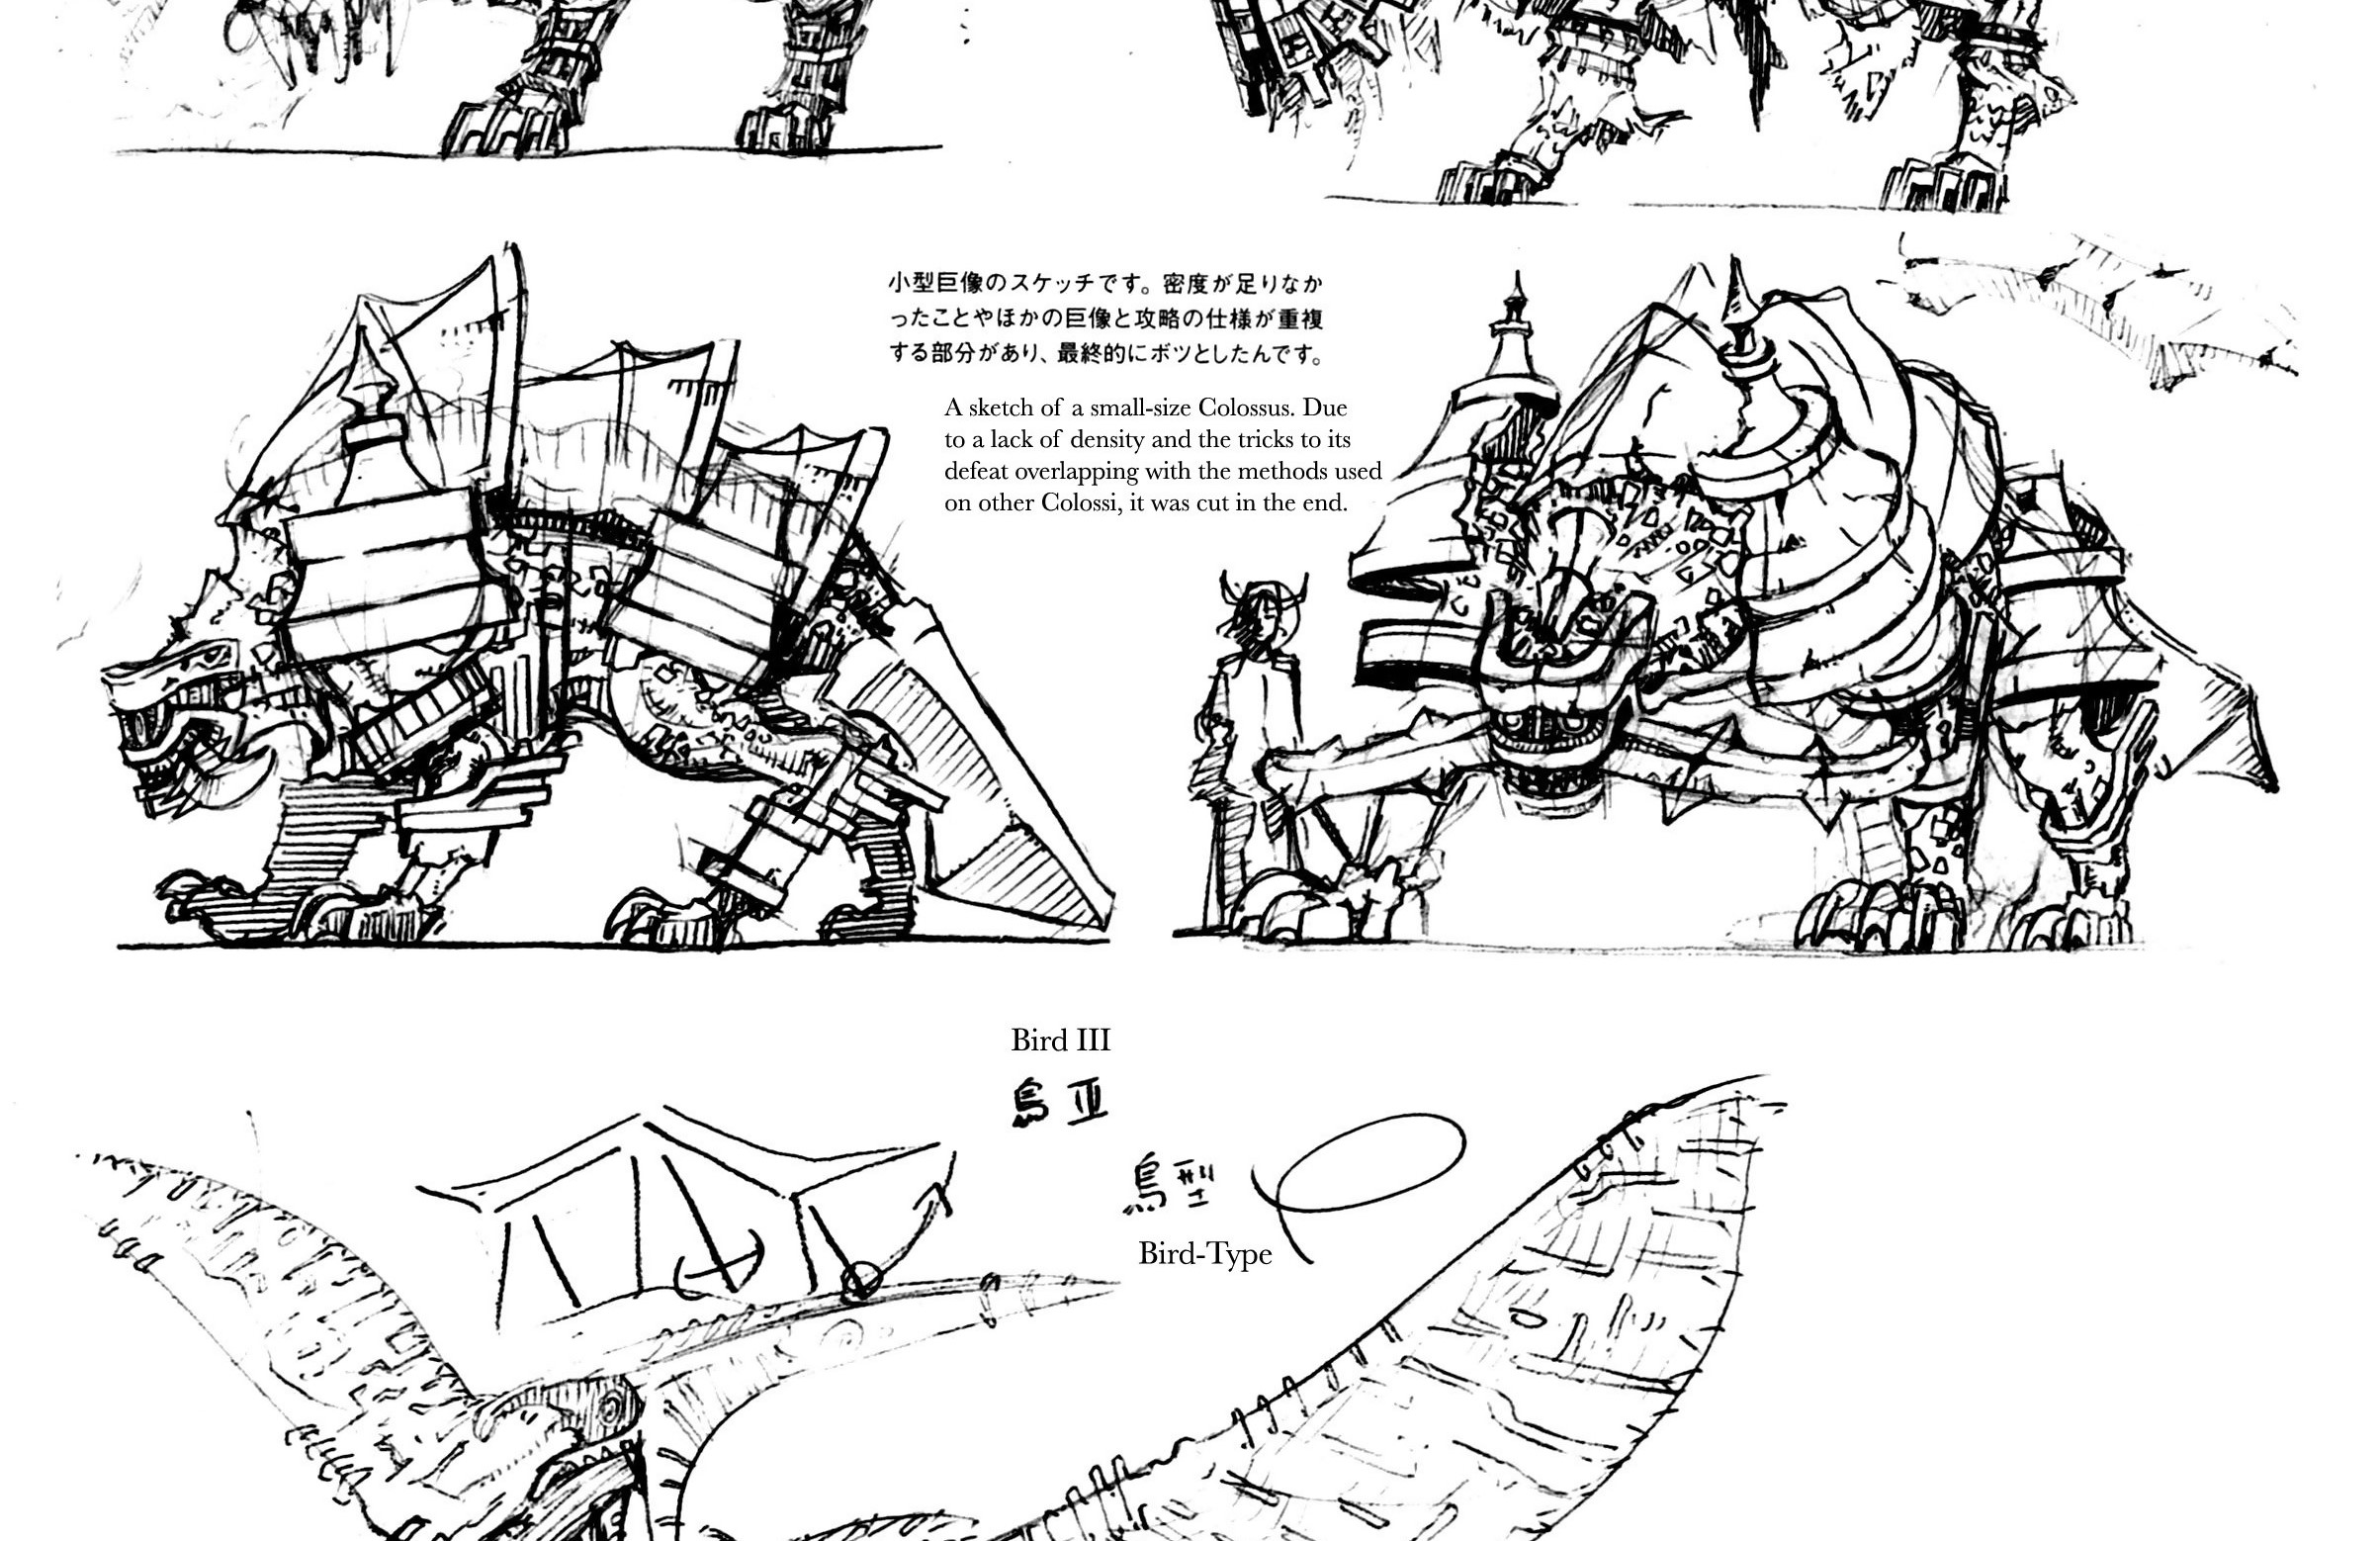 小型巨像のスケッチです。密度が足りなか
ったことやほかの巨像と攻略の仕様が重複
する部分があり、最終的にボツとしたんです。
A sketch of a small-size Colossus. Due
to a lack of density and the tricks to its
defeat overlapping with the methods used
on other Colossi, it was cut in the end.
Bird III
鳥 III
鳥型
Bird-Type